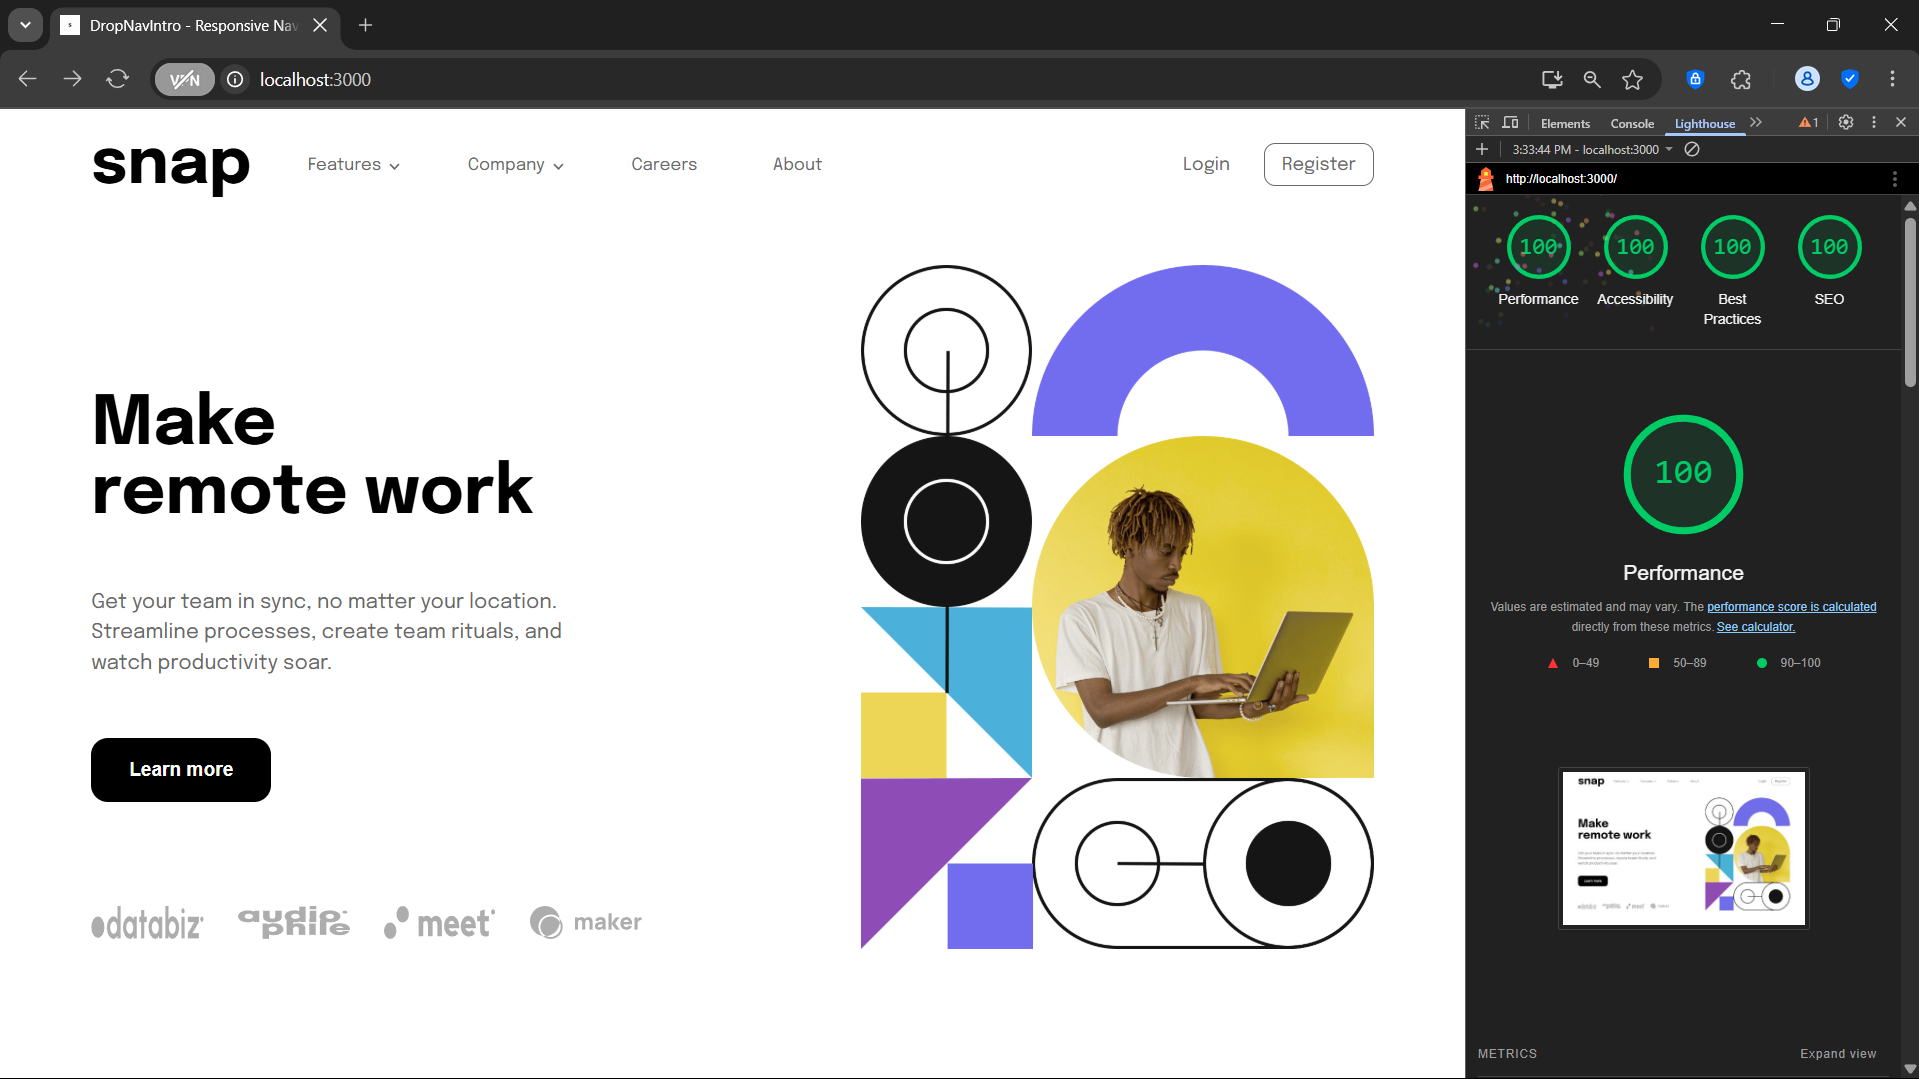 DropNavIntro - Responsive Nav
VPN
localhost:3000
snap
Features
Company
Careers
About
Login
Register
Make
remote work
Get your team in sync, no matter your location.
Streamline processes, create team rituals, and
watch productivity soar.
Learn more
databiz
audiophile
meet
maker
Elements
Console
Lighthouse
1
3:33:44 PM - localhost:3000
http://localhost:3000/
100
100
100
100
Performance
Accessibility
Best
Practices
SEO
100
Performance
Values are estimated and may vary. The performance score is calculated
directly from these metrics. See calculator.
0–49
50–89
90–100
snap
Make
remote work
METRICS
Expand view